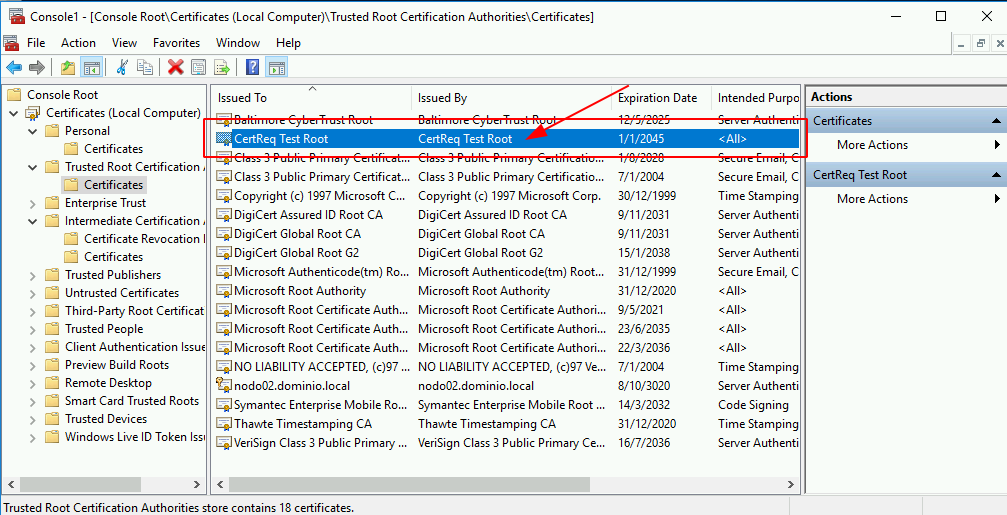 Console1 - [Console Root\Certificates (Local Computer)\Trusted Root Certification Authorities\Certificates]
File Action View Favorites Window Help
Console Root
Certificates (Local Computer)
Personal
Certificates
Trusted Root Certification A
Certificates
Enterprise Trust
Intermediate Certification A
Certificate Revocation l
Certificates
Trusted Publishers
Untrusted Certificates
Third-Party Root Certificat
Trusted People
Client Authentication Issue
Preview Build Roots
Remote Desktop
Smart Card Trusted Roots
Trusted Devices
Windows Live ID Token Issu
Issued To Issued By Expiration Date Intended Purpo
Baltimore CyberTrust Root Baltimore CyberTrust Root 12/5/2025 Server Authenti
CertReq Test Root CertReq Test Root 1/1/2045 <All>
Class 3 Public Primary Certificat... Class 3 Public Primary Certificatio... 1/8/2028 Secure Email, C
Class 3 Public Primary Certificat... Class 3 Public Primary Certificatio... 7/1/2004 Secure Email, C
Copyright (c) 1997 Microsoft C... Copyright (c) 1997 Microsoft Corp. 30/12/1999 Time Stamping
DigiCert Assured ID Root CA DigiCert Assured ID Root CA 9/11/2031 Server Authenti
DigiCert Global Root CA DigiCert Global Root CA 9/11/2031 Server Authenti
DigiCert Global Root G2 DigiCert Global Root G2 15/1/2038 Server Authenti
Microsoft Authenticode(tm) Ro... Microsoft Authenticode(tm) Root... 31/12/1999 Secure Email, C
Microsoft Root Authority Microsoft Root Authority 31/12/2020 <All>
Microsoft Root Certificate Auth... Microsoft Root Certificate Authori... 9/5/2021 <All>
Microsoft Root Certificate Auth... Microsoft Root Certificate Authori... 23/6/2035 <All>
Microsoft Root Certificate Auth... Microsoft Root Certificate Authori... 22/3/2036 <All>
NO LIABILITY ACCEPTED, (c)97 ... NO LIABILITY ACCEPTED, (c)97 Ve... 7/1/2004 Time Stamping
nodo02.dominio.local nodo02.dominio.local 8/10/3020 Server Authenti
Symantec Enterprise Mobile Ro... Symantec Enterprise Mobile Root ... 14/3/2032 Code Signing
Thawte Timestamping CA Thawte Timestamping CA 31/12/2020 Time Stamping
VeriSign Class 3 Public Primary ... VeriSign Class 3 Public Primary Ce... 16/7/2036 Server Authenti
Actions
Certificates
More Actions
CertReq Test Root
More Actions
Trusted Root Certification Authorities store contains 18 certificates.